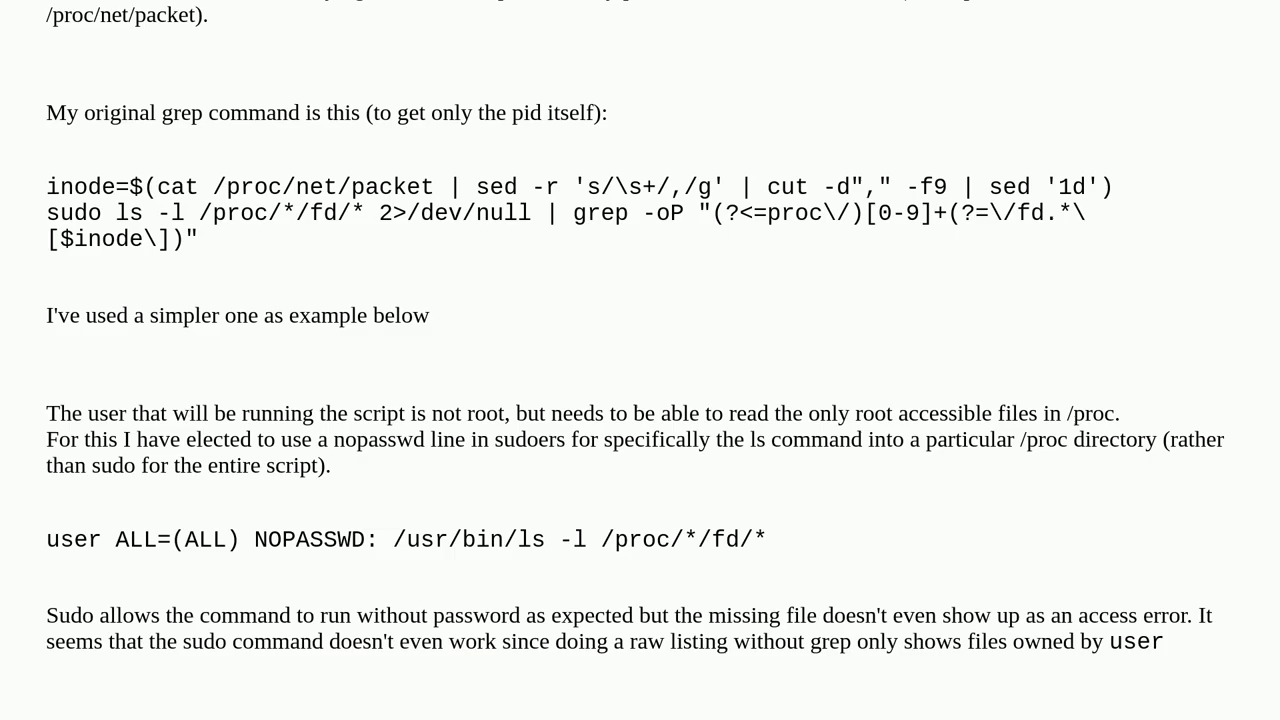 /proc/net/packet).
My original grep command is this (to get only the pid itself):
inode=$(cat /proc/net/packet | sed -r 's/\s+/,/g' | cut -d"," -f9 | sed '1d')
sudo ls -l /proc/*/fd/* 2>/dev/null | grep -oP "(?<=proc\/)[0-9]+(?=\/fd.*\
[$inode\])"
I've used a simpler one as example below
The user that will be running the script is not root, but needs to be able to read the only root accessible files in /proc.
For this I have elected to use a nopasswd line in sudoers for specifically the ls command into a particular /proc directory (rather
than sudo for the entire script).
user ALL=(ALL) NOPASSWD: /usr/bin/ls -l /proc/*/fd/*
Sudo allows the command to run without password as expected but the missing file doesn't even show up as an access error. It
seems that the sudo command doesn't even work since doing a raw listing without grep only shows files owned by user